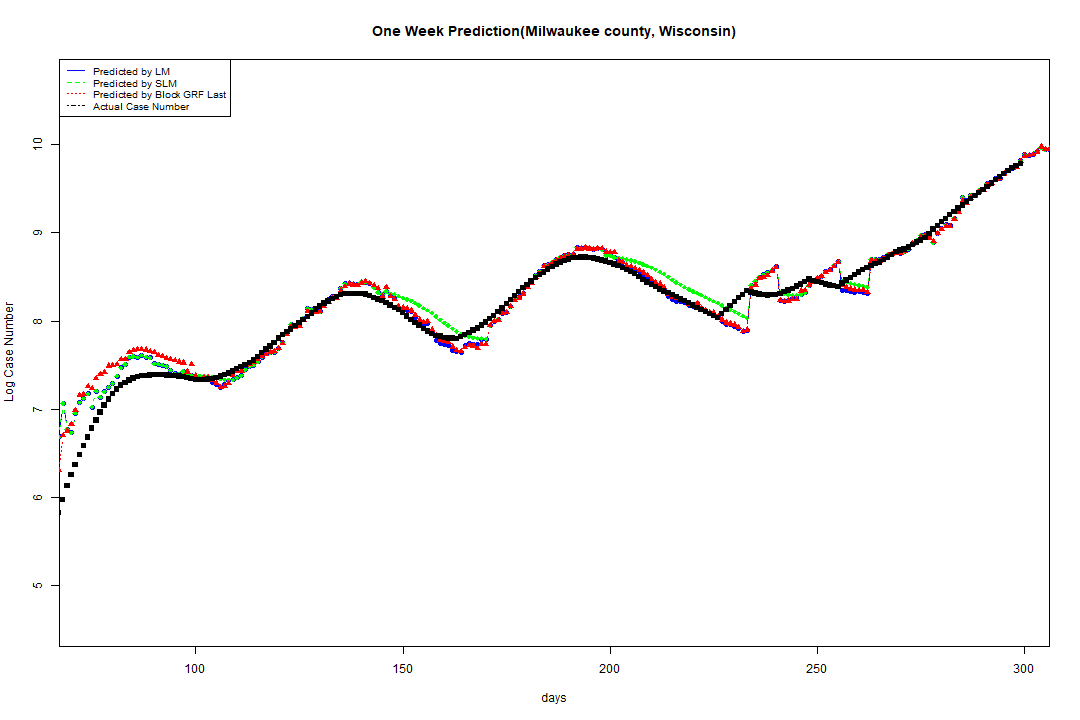 One Week Prediction(Milwaukee county, Wisconsin)
Predicted by LM
Predicted by SLM
Predicted by Block GRF Last
Actual Case Number
Log Case Number
10
9
8
7
6
5
100 150 200 250 300
days